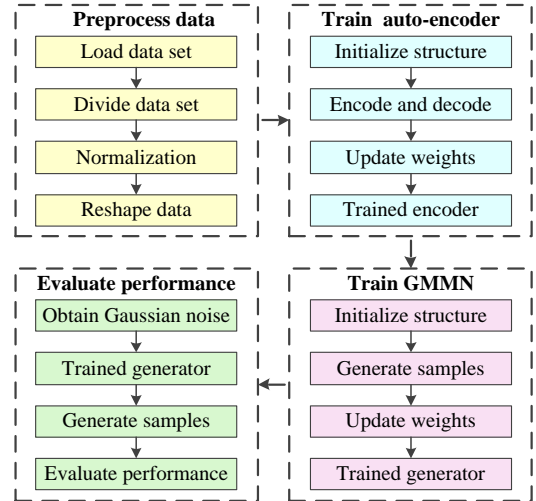 Preprocess data
Load data set
Divide data set
Normalization
Reshape data
Train auto-encoder
Initialize structure
Encode and decode
Update weights
Trained encoder
Train GMMN
Initialize structure
Generate samples
Update weights
Trained generator
Evaluate performance
Obtain Gaussian noise
Trained generator
Generate samples
Evaluate performance